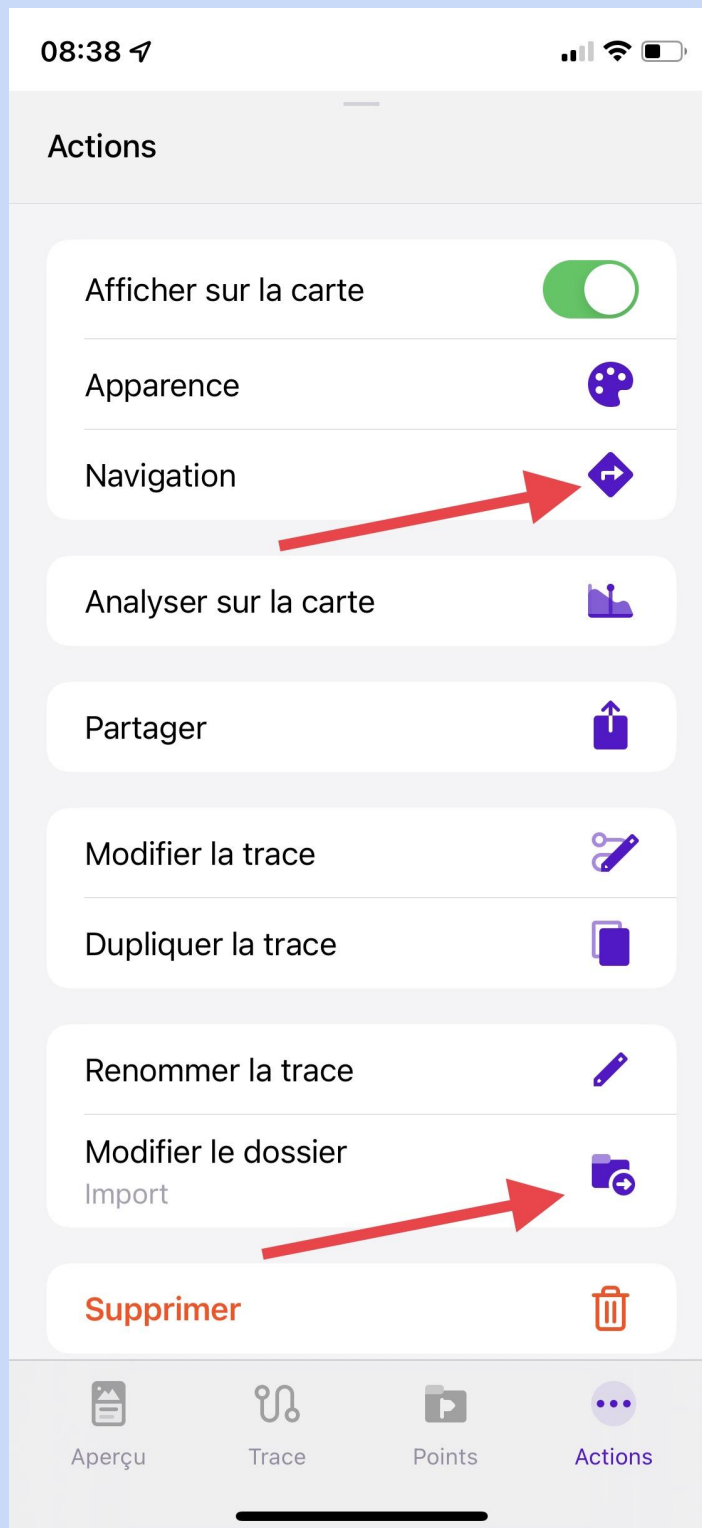 08:38
Actions
Afficher sur la carte
Apparence
Navigation
Analyser sur la carte
Partager
Modifier la trace
Dupliquer la trace
Renommer la trace
Modifier le dossier
Import
Supprimer
Aperçu Trace Points Actions